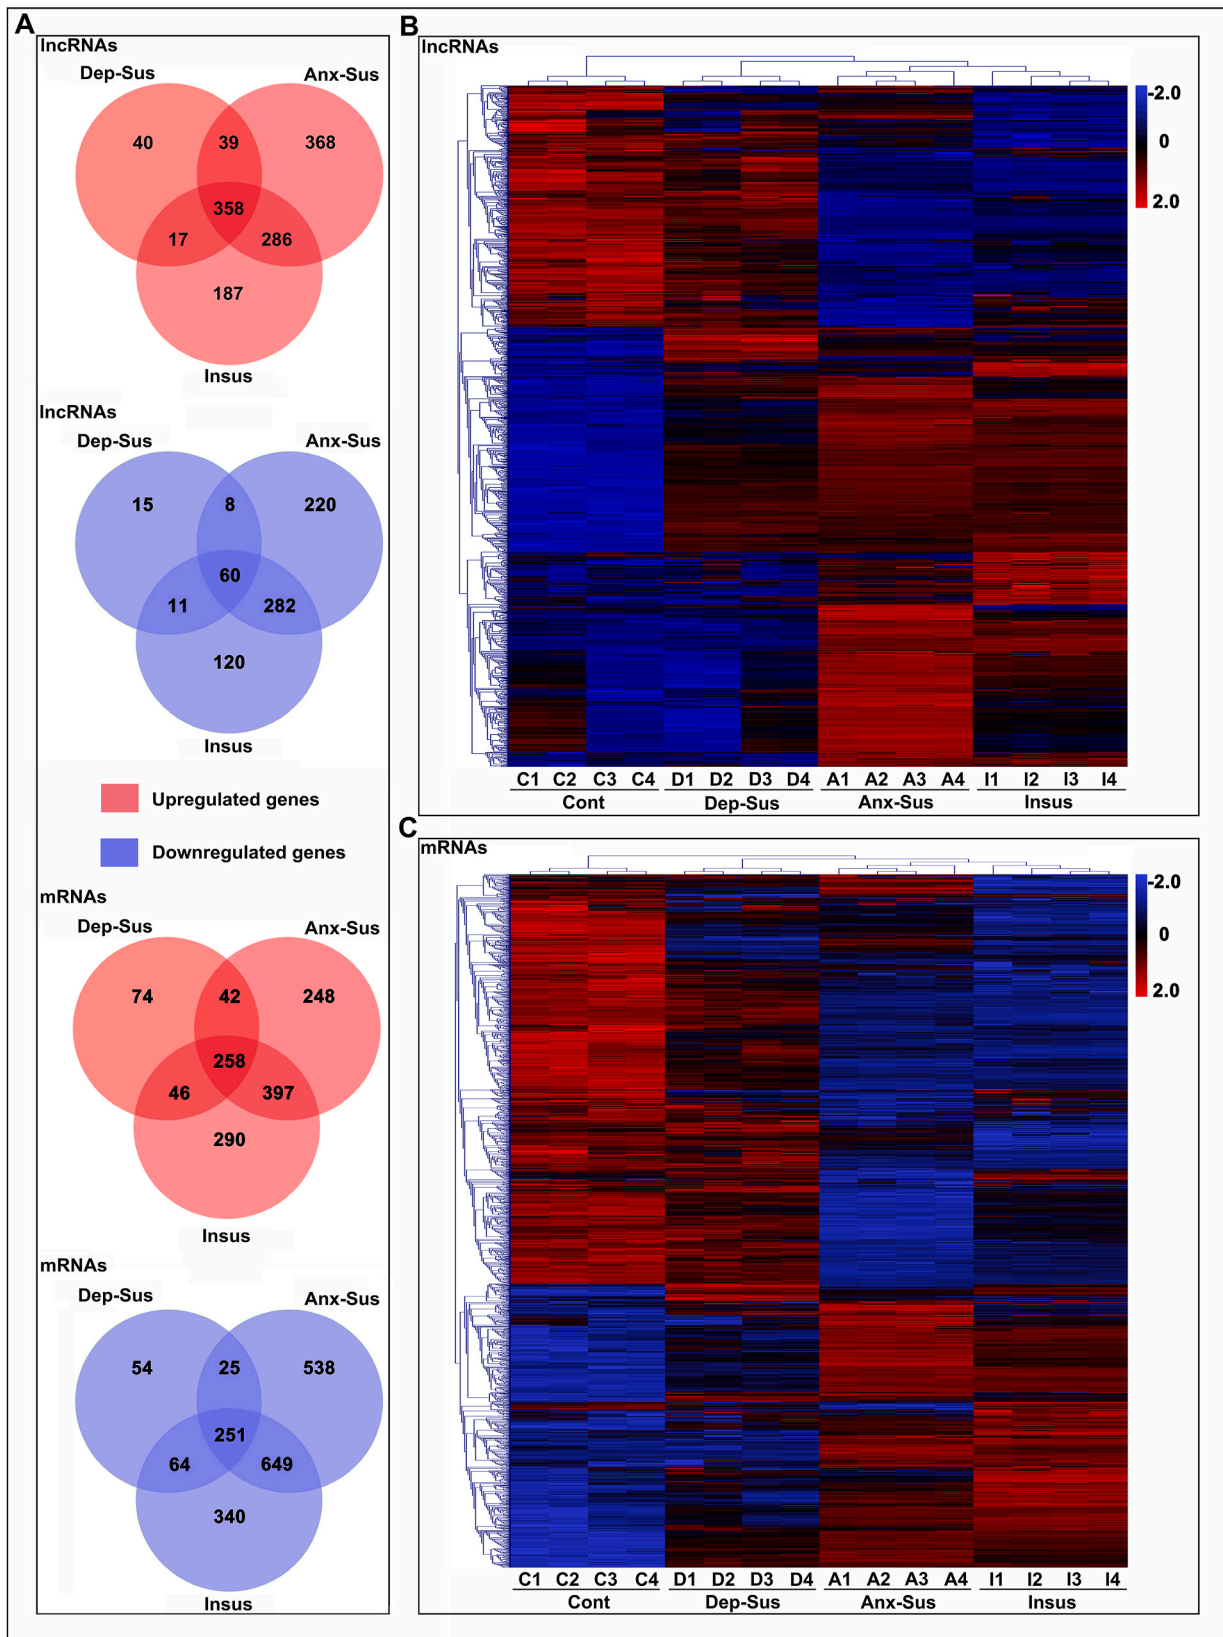 A
lncRNAs
Dep-Sus Anx-Sus
40 39 368
358
17 286
187
Insus
lncRNAs
Dep-Sus Anx-Sus
15 8 220
60
11 282
120
Insus
Upregulated genes
Downregulated genes
mRNAs
Dep-Sus Anx-Sus
74 42 248
258
46 397
290
Insus
mRNAs
Dep-Sus Anx-Sus
54 25 538
251
64 649
340
Insus
B
lncRNAs
-2.0
0
2.0
C1 C2 C3 C4 D1 D2 D3 D4 A1 A2 A3 A4 I1 I2 I3 I4
Cont Dep-Sus Anx-Sus Insus
C
mRNAs
-2.0
0
2.0
C1 C2 C3 C4 D1 D2 D3 D4 A1 A2 A3 A4 I1 I2 I3 I4
Cont Dep-Sus Anx-Sus Insus